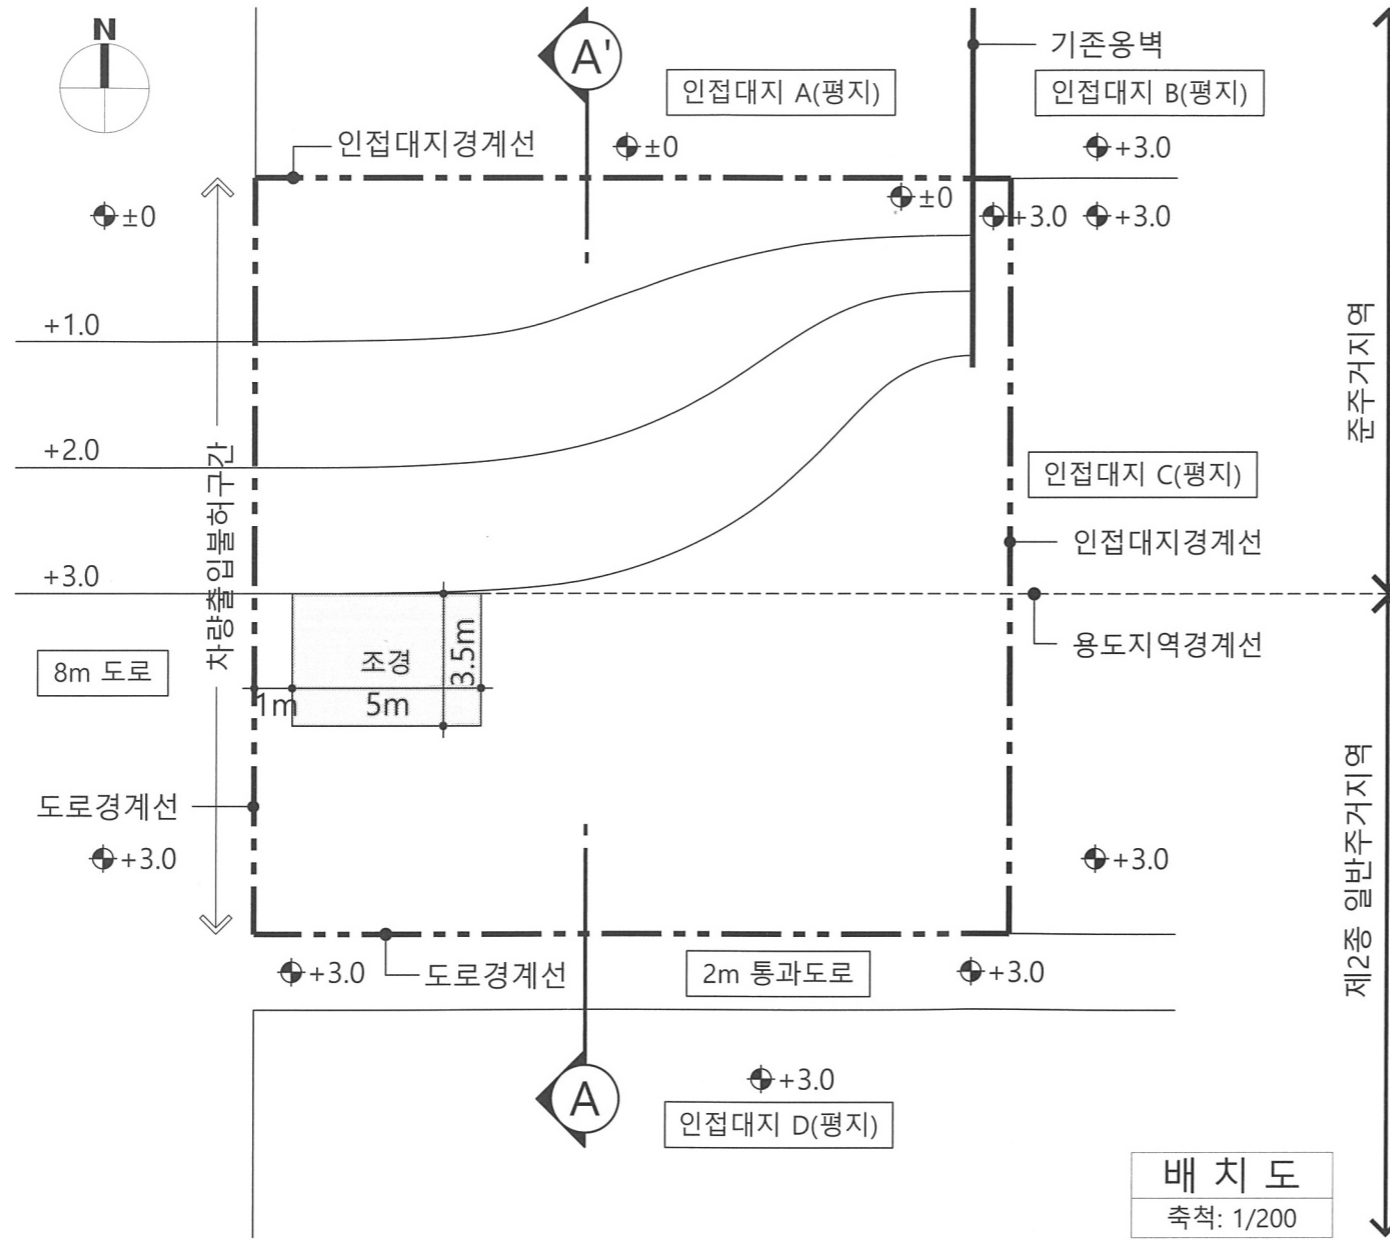 N
A'
기존옹벽
인접대지 A(평지)
인접대지 B(평지)
인접대지경계선
±0
+3.0
±0
±0
+3.0
+3.0
+1.0
준주거지역
+2.0
차량출입불허구간
인접대지 C(평지)
인접대지경계선
+3.0
용도지역경계선
8m 도로
조경
3.5m
1m
5m
도로경계선
제2종 일반주거지역
+3.0
+3.0
+3.0
도로경계선
2m 통과도로
+3.0
A
+3.0
인접대지 D(평지)
배 치 도
축척: 1/200